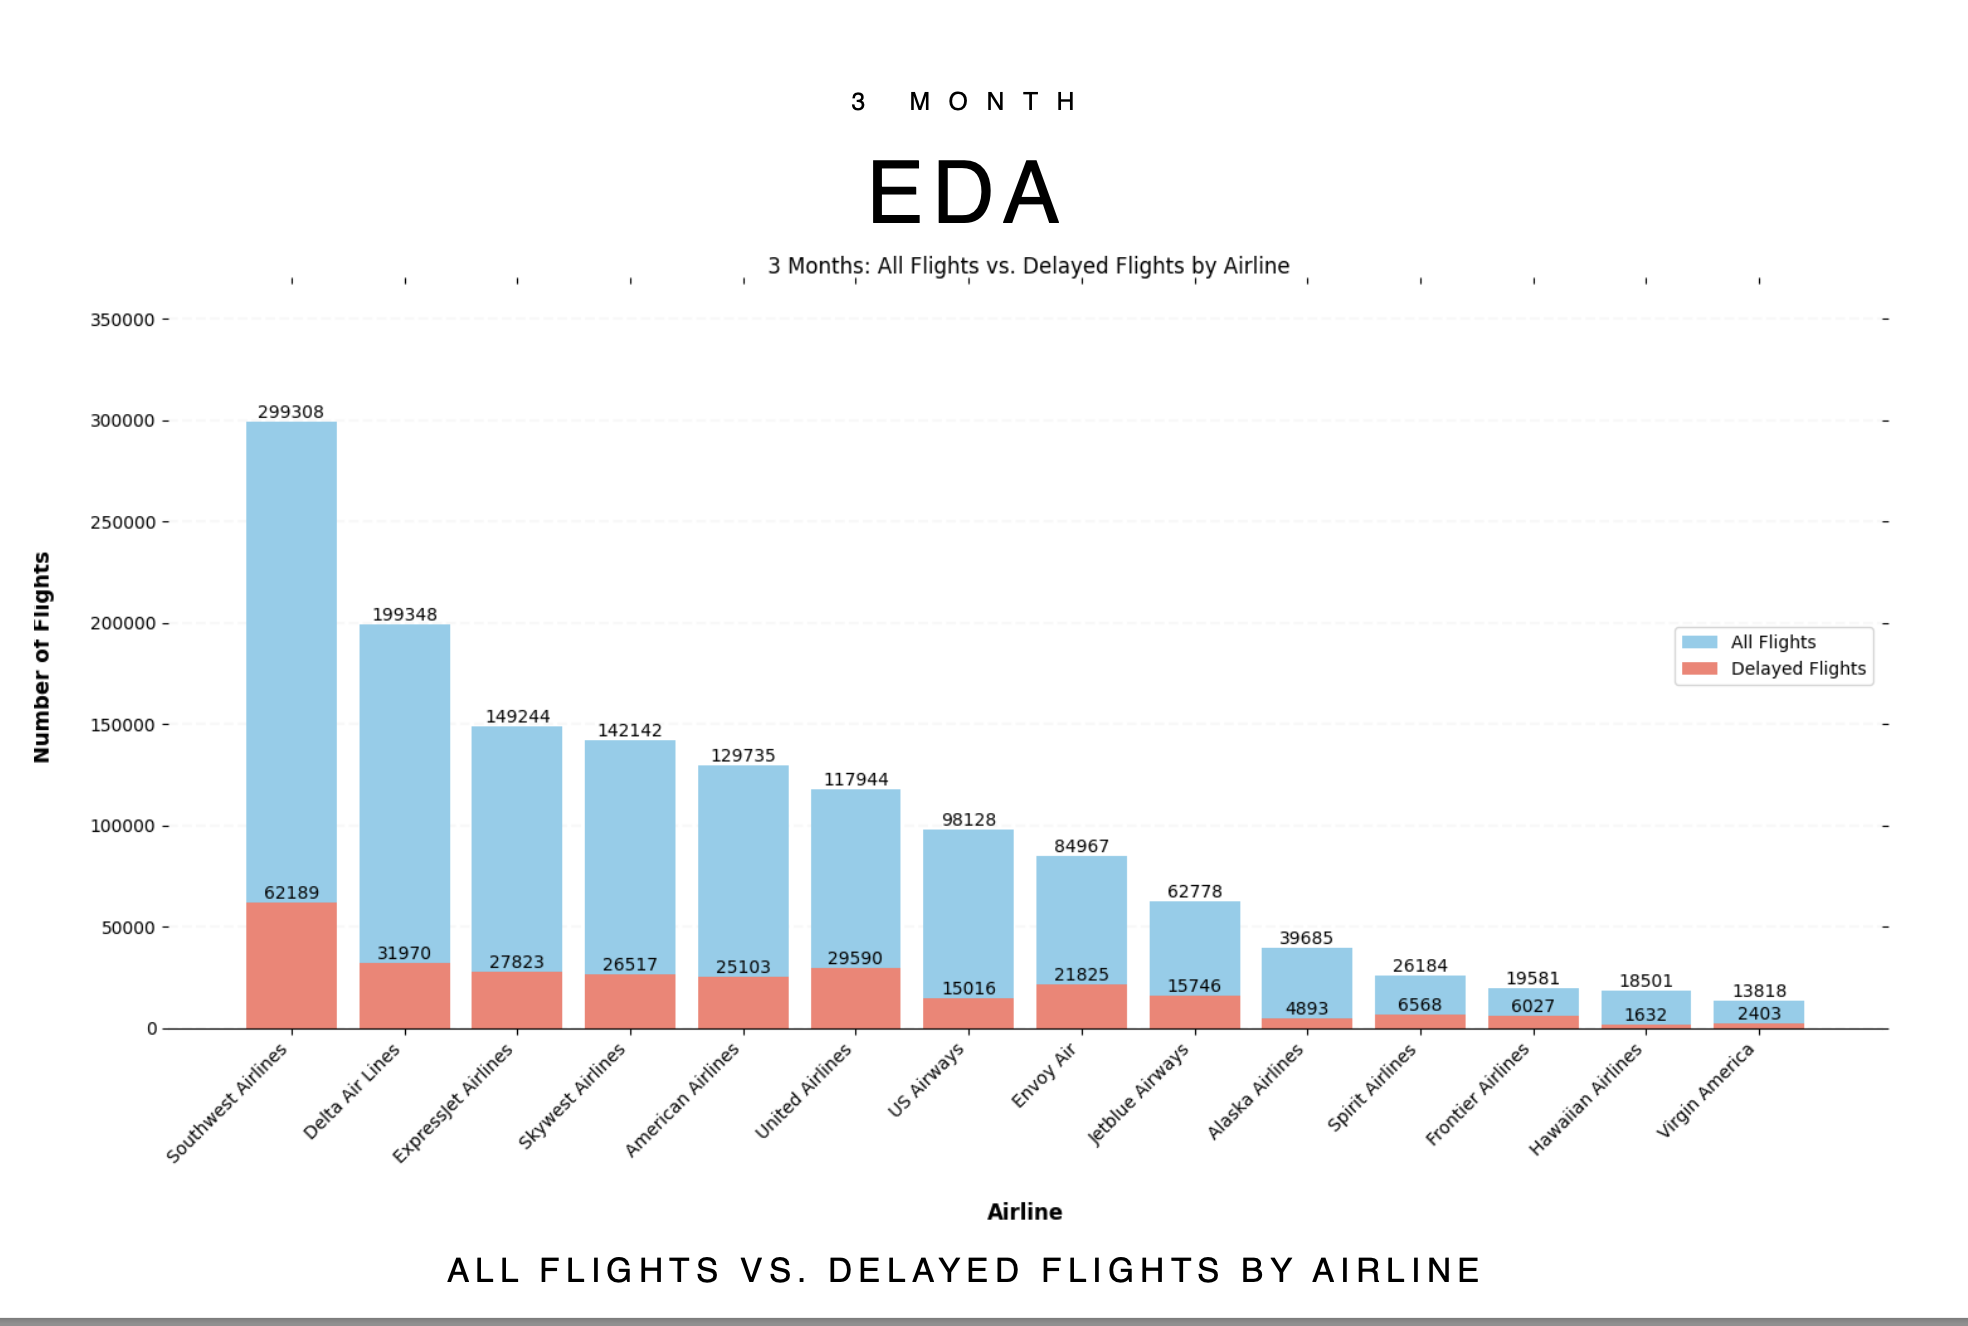 3 MONTH
EDA
3 Months: All Flights vs. Delayed Flights by Airline
350000
300000
250000
200000
150000
100000
50000
0
Number of Flights
299308
199348
149244
142142
129735
117944
98128
84967
62778
39685
26184
19581
18501
13818
62189
31970
27823
26517
25103
29590
15016
21825
15746
4893
6568
6027
1632
2403
All Flights
Delayed Flights
Southwest Airlines
Delta Air Lines
ExpressJet Airlines
Skywest Airlines
American Airlines
United Airlines
US Airways
Envoy Air
Jetblue Airways
Alaska Airlines
Spirit Airlines
Frontier Airlines
Hawaiian Airlines
Virgin America
Airline
ALL FLIGHTS VS. DELAYED FLIGHTS BY AIRLINE